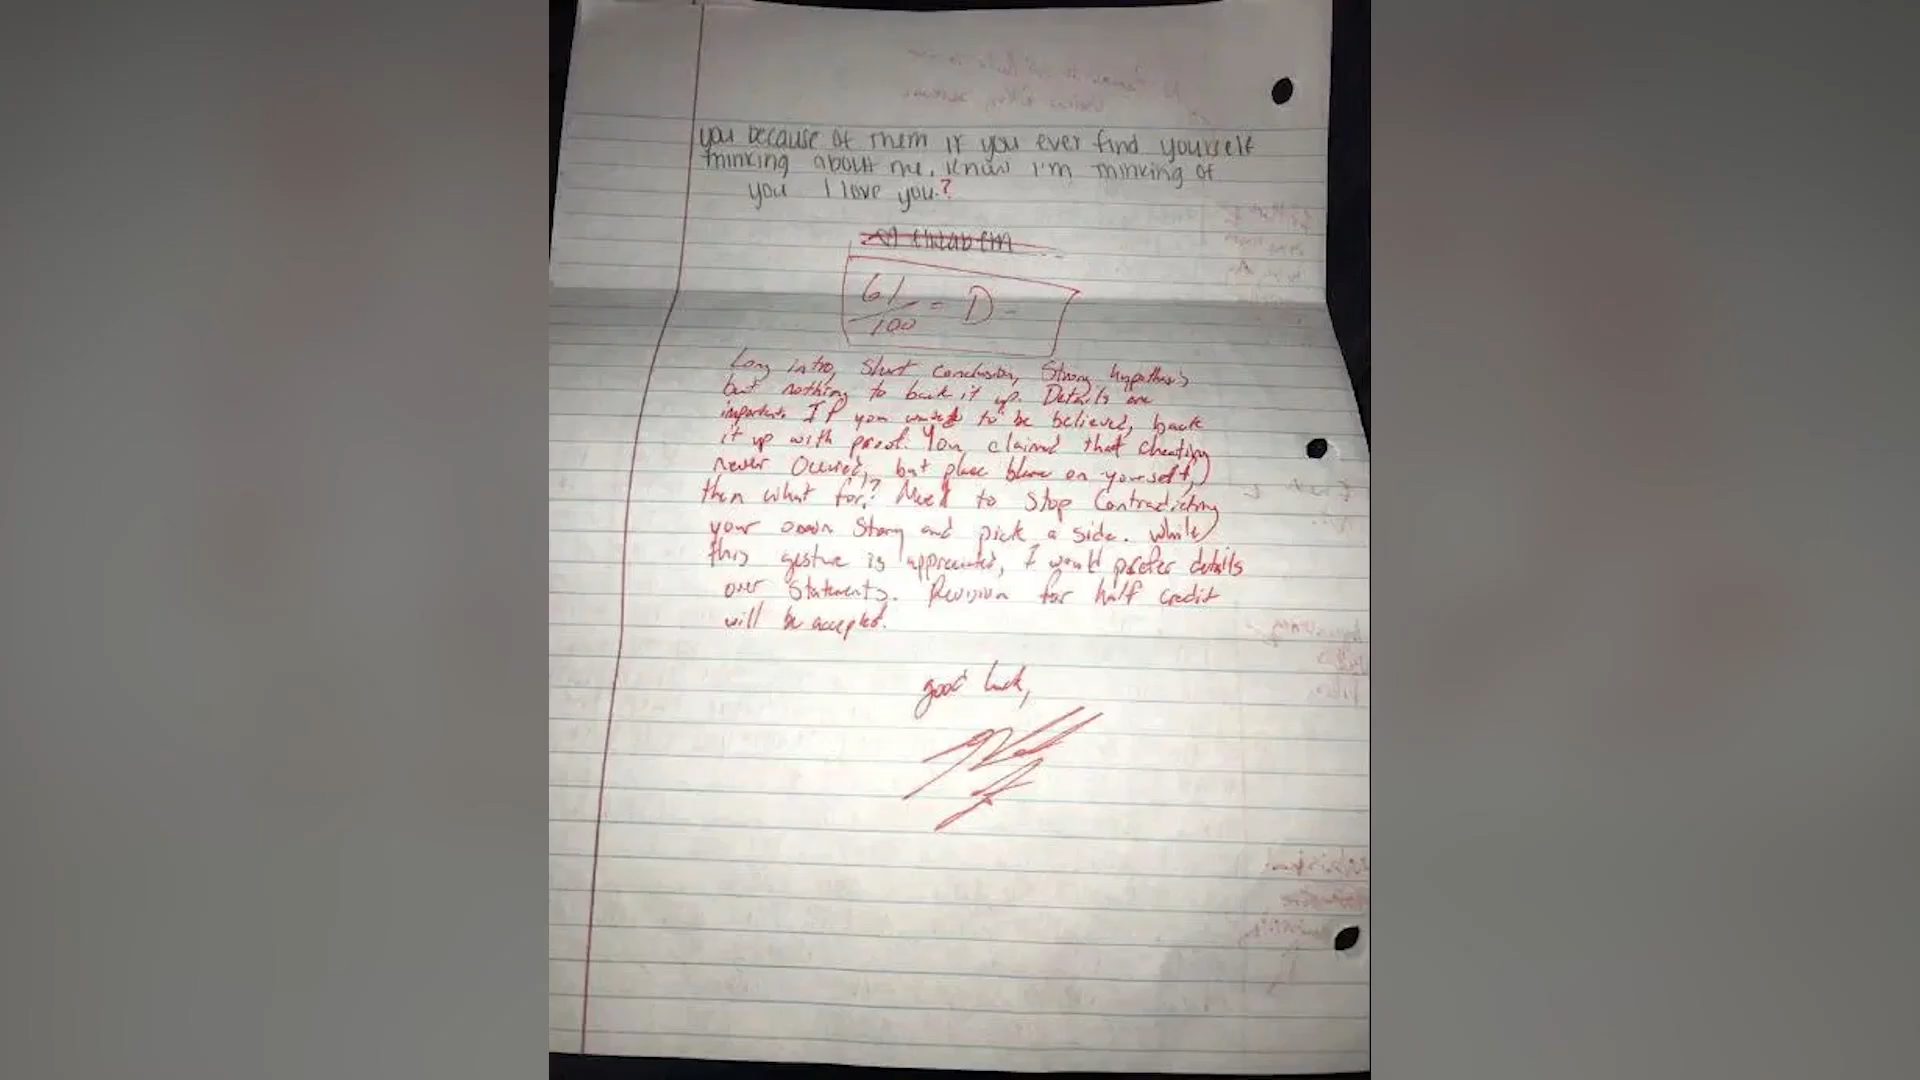 you because of them if you ever find yourself
thinking about me, know I'm thinking of
you I love you.?
61/100 = D-
Long intro, Short Conclusion, Strong hypothesis
but nothing to back it up. Details are
important. If you want to be believed, back
it up with proof. You claimed that cheating
never occured, but place blame on yourself,
then what for!? Need to stop contradicting
your own story and pick a side. While
this gesture is appreciated, I would prefer details
over statements. Revision for half credit
will be accepted.
good luck,